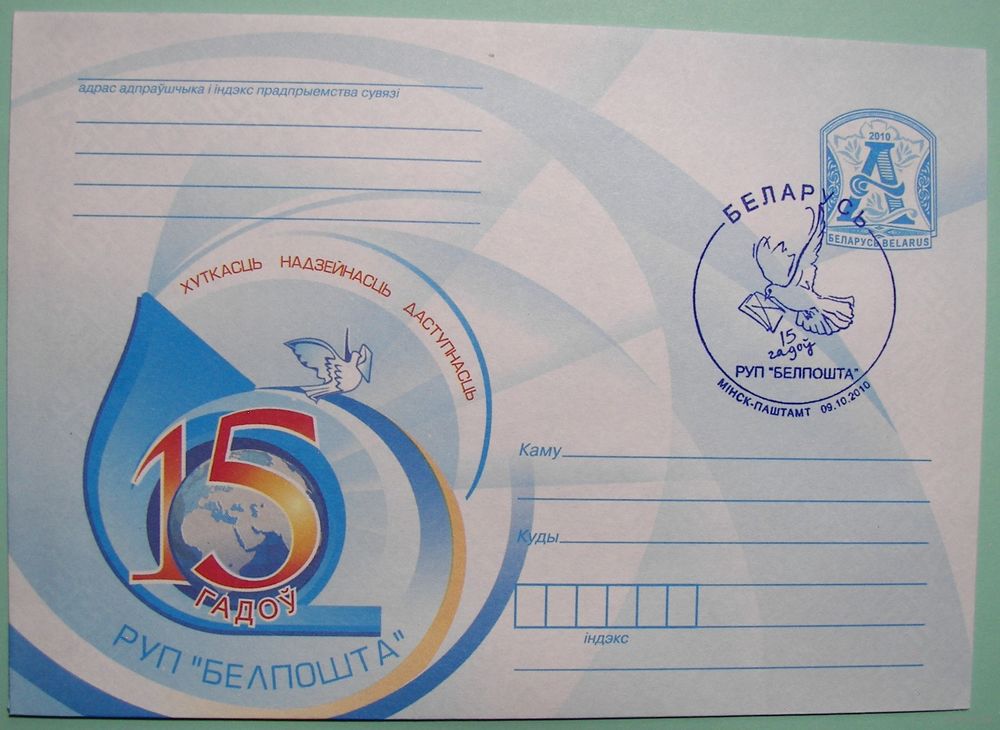 адрас адпраўшчыка і індэкс прадпрыемства сувязі
2010
А
БЕЛАРУСЬ BELARUS
БЕЛАРУСЬ
15
гадоў
РУП "БЕЛПОШТА"
МІНСК-ПАШТАМТ 09.10.2010
ХУТКАСЦЬ НАДЗЕЙНАСЦЬ ДАСТУПНАСЦЬ
15
ГАДОЎ
РУП "БЕЛПОШТА"
Каму
Куды
індэкс